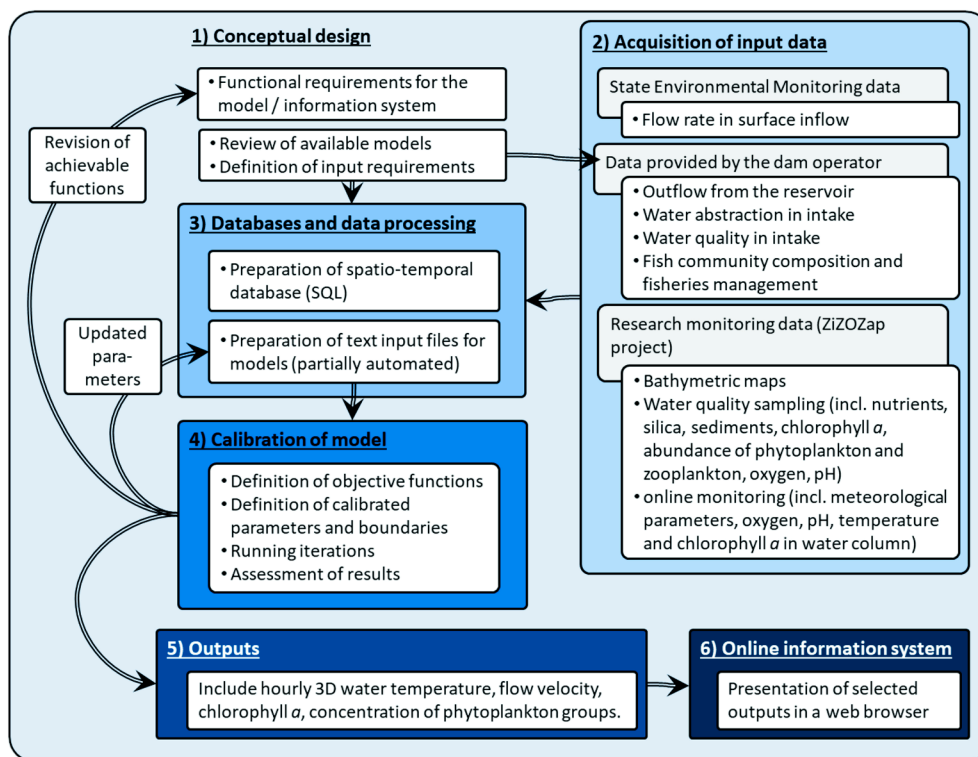 1) Conceptual design
• Functional requirements for the
model / information system
• Review of available models
• Definition of input requirements
Revision of
achievable
functions
2) Acquisition of input data
State Environmental Monitoring data
• Flow rate in surface inflow
Data provided by the dam operator
• Outflow from the reservoir
• Water abstraction in intake
• Water quality in intake
• Fish community composition and
fisheries management
Research monitoring data (ZiZOZap
project)
• Bathymetric maps
• Water quality sampling (incl. nutrients,
silica, sediments, chlorophyll a,
abundance of phytoplankton and
zooplankton, oxygen, pH)
• online monitoring (incl. meteorological
parameters, oxygen, pH, temperature
and chlorophyll a in water column)
3) Databases and data processing
• Preparation of spatio-temporal
database (SQL)
• Preparation of text input files for
models (partially automated)
Updated
para-
meters
4) Calibration of model
• Definition of objective functions
• Definition of calibrated
parameters and boundaries
• Running iterations
• Assessment of results
5) Outputs
Include hourly 3D water temperature, flow velocity,
chlorophyll a, concentration of phytoplankton groups.
6) Online information system
Presentation of selected
outputs in a web browser